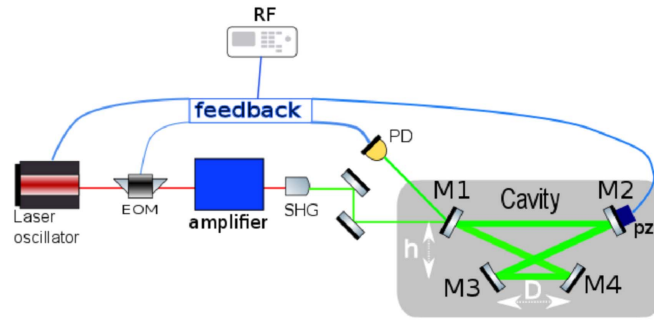 RF
feedback
PD
M1
Cavity
M2
pz
Laser
oscillator
EOM
amplifier
SHG
h
M3
D
M4